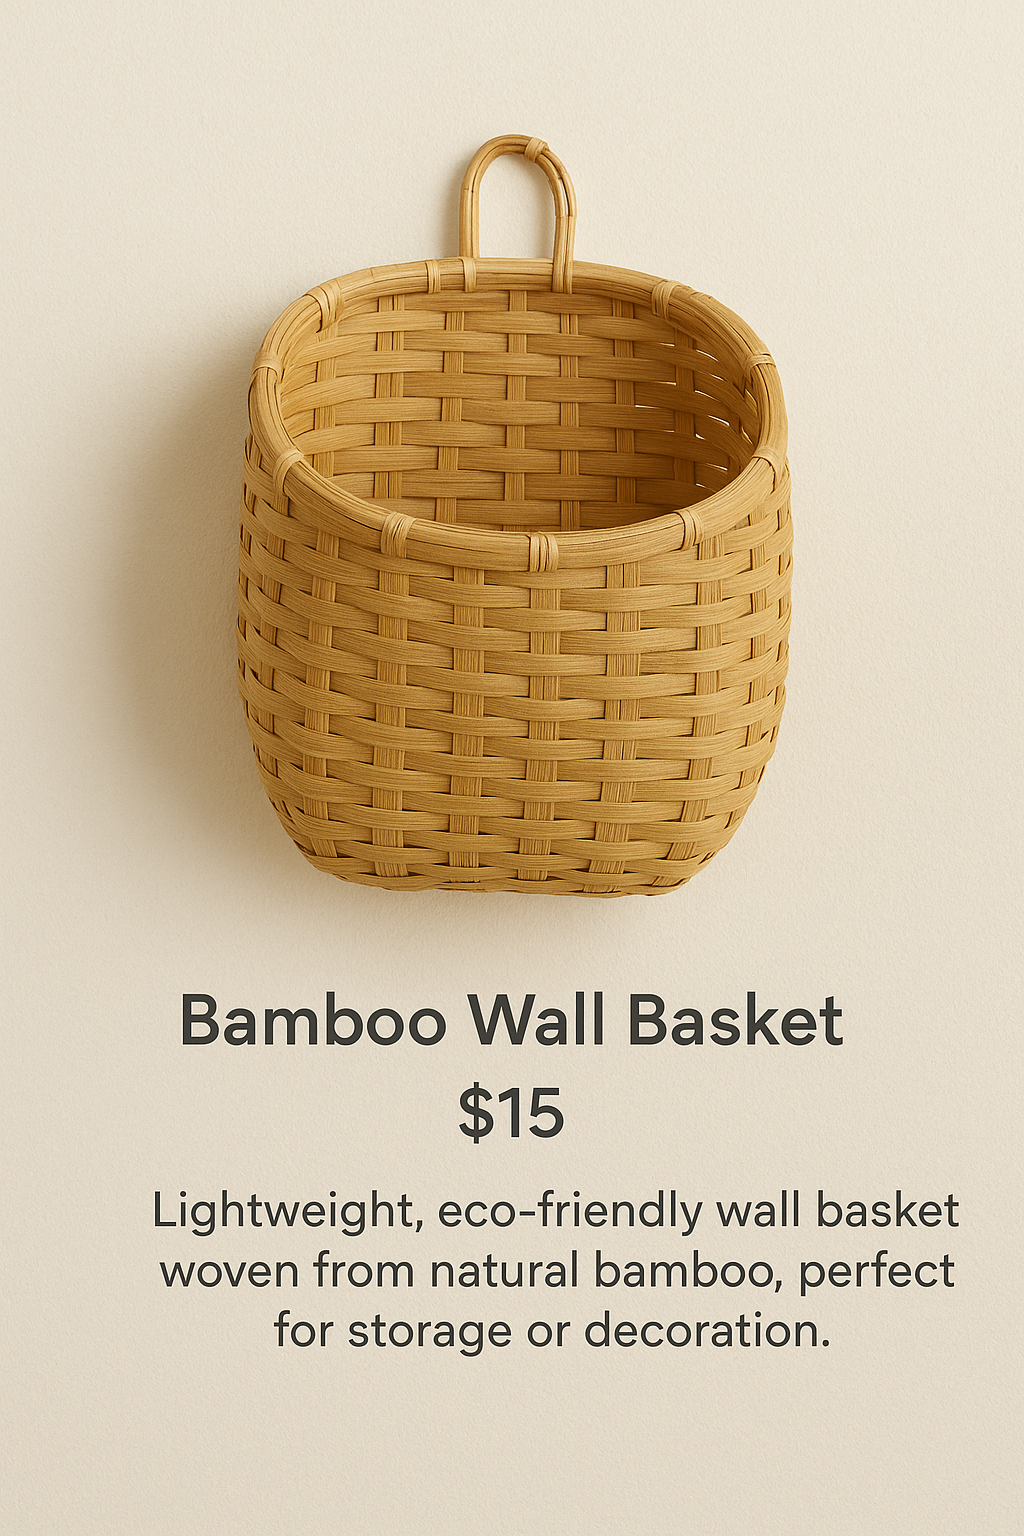 Bamboo Wall Basket
$15
Lightweight, eco-friendly wall basket
woven from natural bamboo, perfect
for storage or decoration.